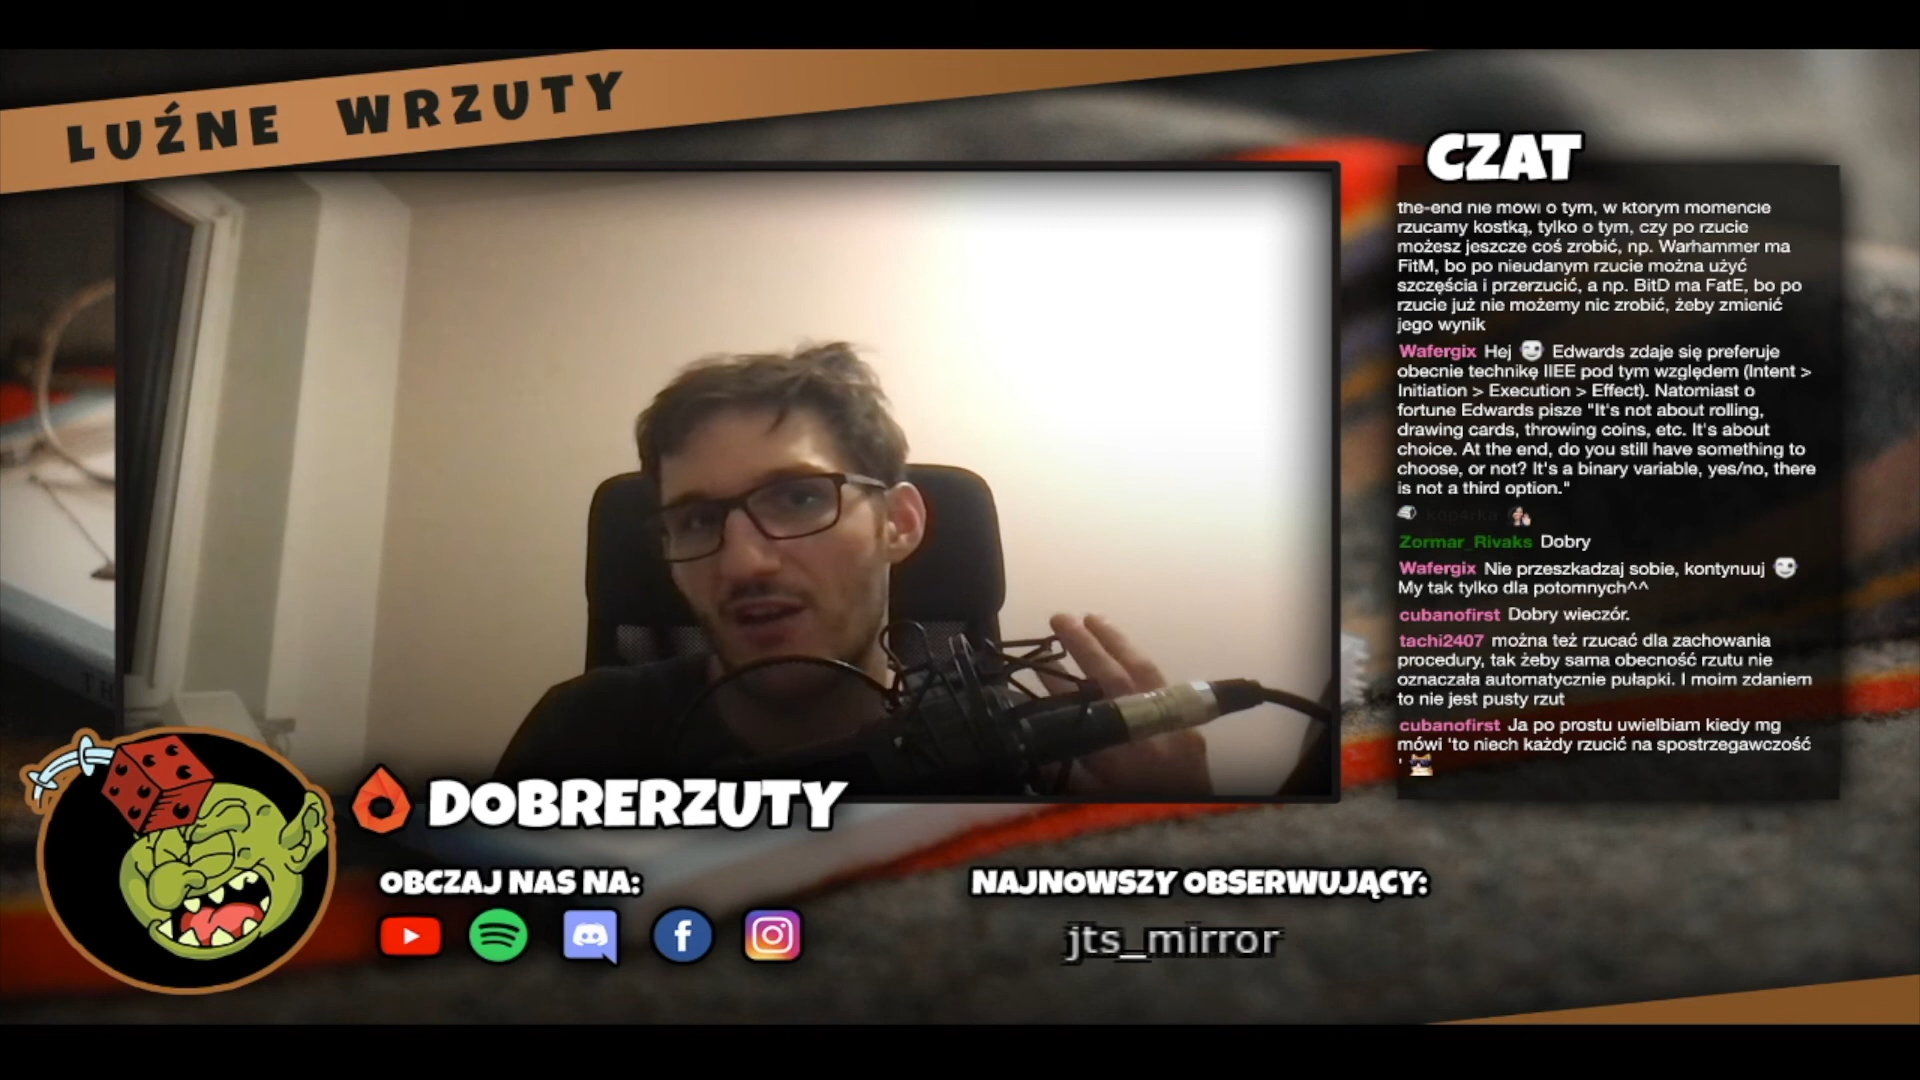 LUŹNE WRZUTY
CZAT
the-end nie mówi o tym, w którym momencie
rzucamy kostką, tylko o tym, czy po rzucie
możesz jeszcze coś zrobić, np. Warhammer ma
FitM, bo po nieudanym rzucie można użyć
szczęścia i przerzucić, a np. BitD ma FatE, bo po
rzucie już nie możemy nic zrobić, żeby zmienić
jego wynik
Wafergix Hej Edwards zdaje się preferuje
obecnie technikę IIEE pod tym względem (Intent >
Initiation > Execution > Effect). Natomiast o
fortune Edwards pisze "It's not about rolling,
drawing cards, throwing coins, etc. It's about
choice. At the end, do you still have something to
choose, or not? It's a binary variable, yes/no, there
is not a third option."
kop4rka
Zormar_Rivaks Dobry
Wafergix Nie przeszkadzaj sobie, kontynuuj
My tak tylko dla potomnych^^
cubanofirst Dobry wieczór.
tachi2407 można też rzucać dla zachowania
procedury, tak żeby sama obecność rzutu nie
oznaczała automatycznie pułapki. I moim zdaniem
to nie jest pusty rzut
cubanofirst Ja po prostu uwielbiam kiedy mg
mówi 'to niech każdy rzucić na spostrzegawczość
'
DOBRERZUTY
OBCZAJ NAS NA:
NAJNOWSZY OBSERWUJĄCY:
jts_mirror